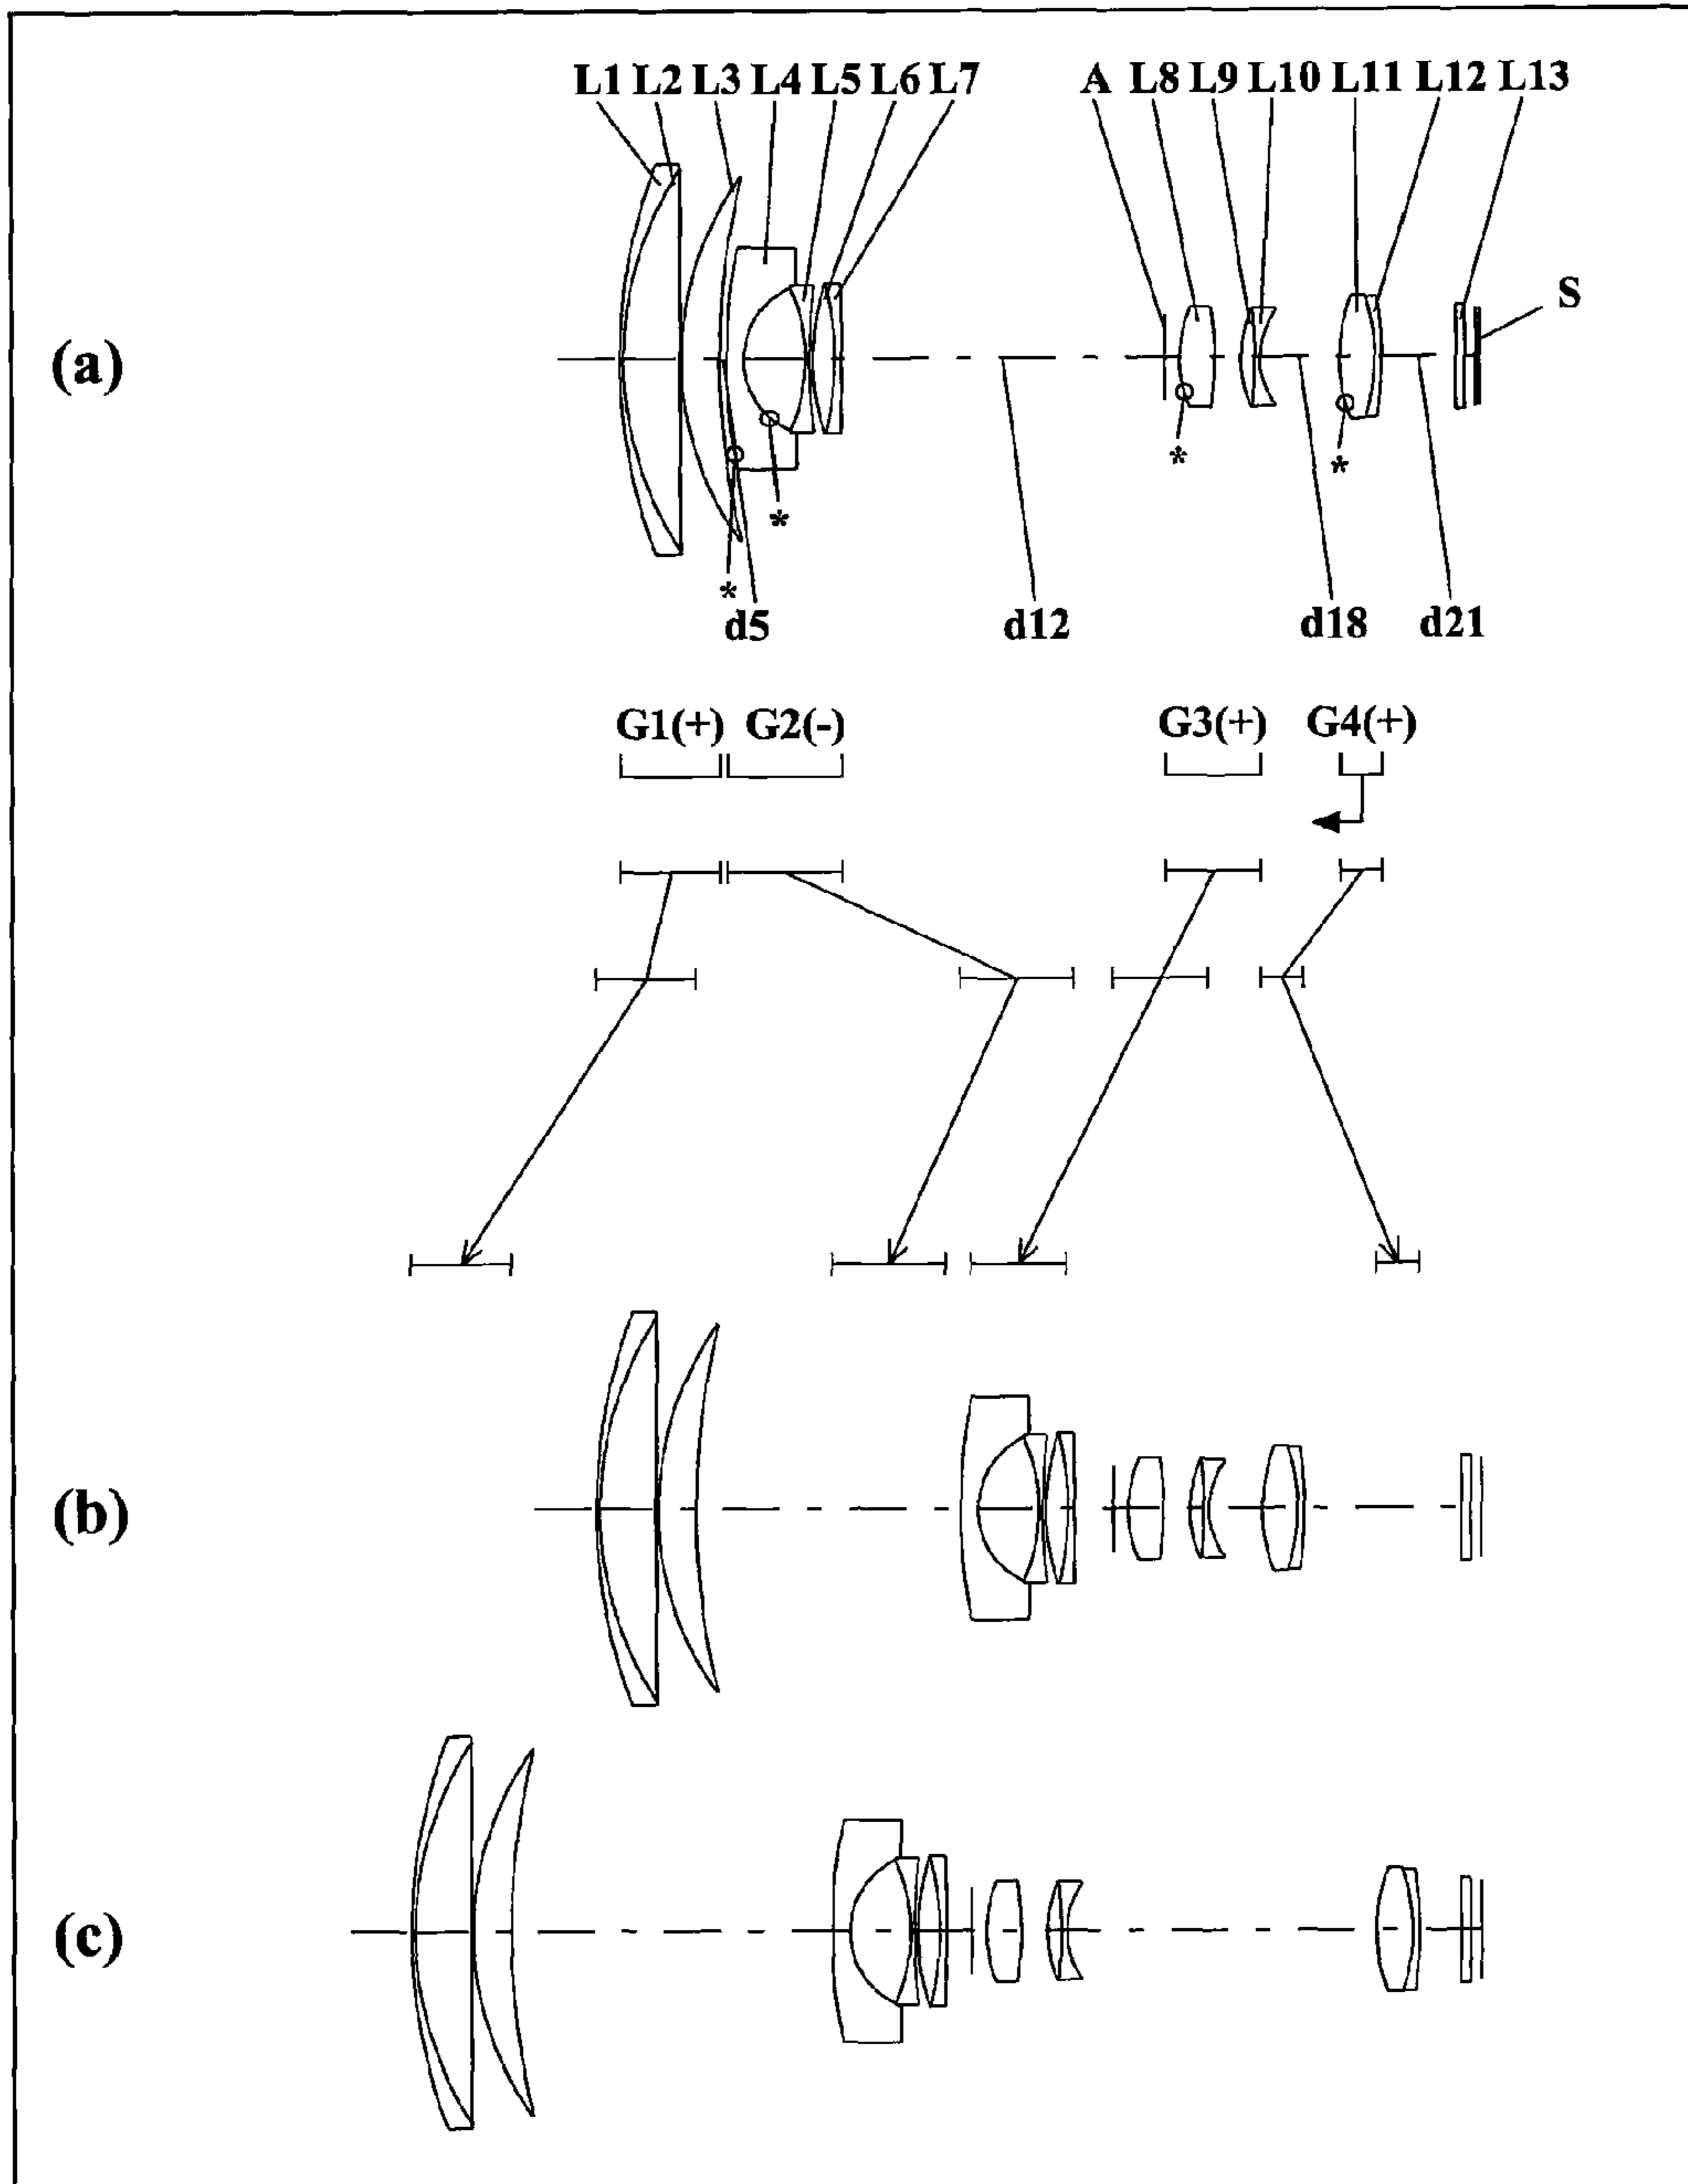 L1 L2 L3 L4 L5 L6 L7 A L8 L9 L10 L11 L12 L13
S
(a)
* *
*
*
d5 d12 d18 d21
G1(+) G2(-) G3(+) G4(+)
(b)
(c)